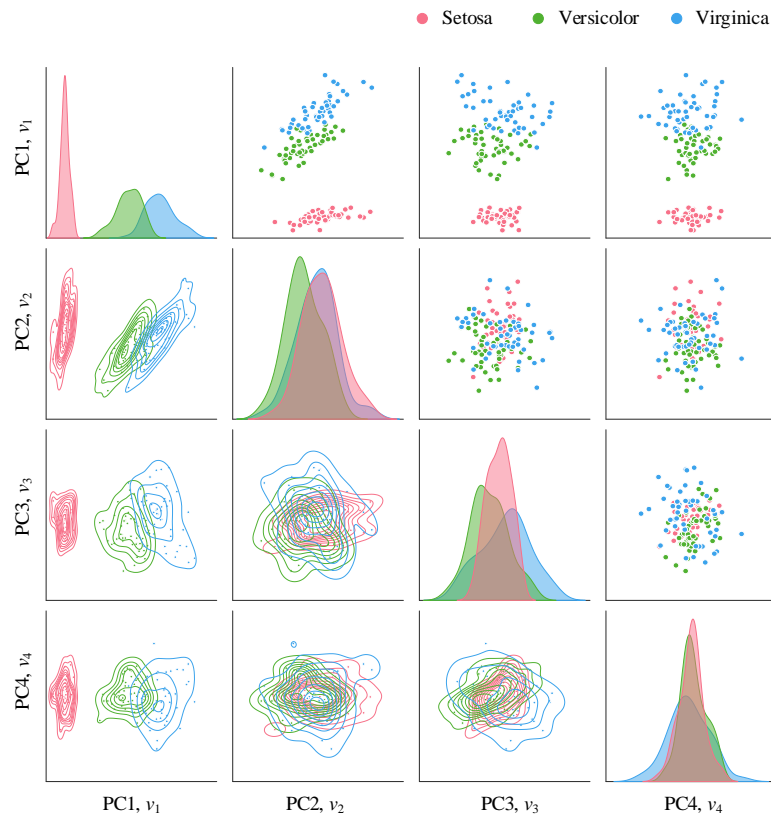 Setosa Versicolor Virginica
PC1, v₁
PC2, v₂
PC3, v₃
PC4, v₄
PC1, v₁ PC2, v₂ PC3, v₃ PC4, v₄